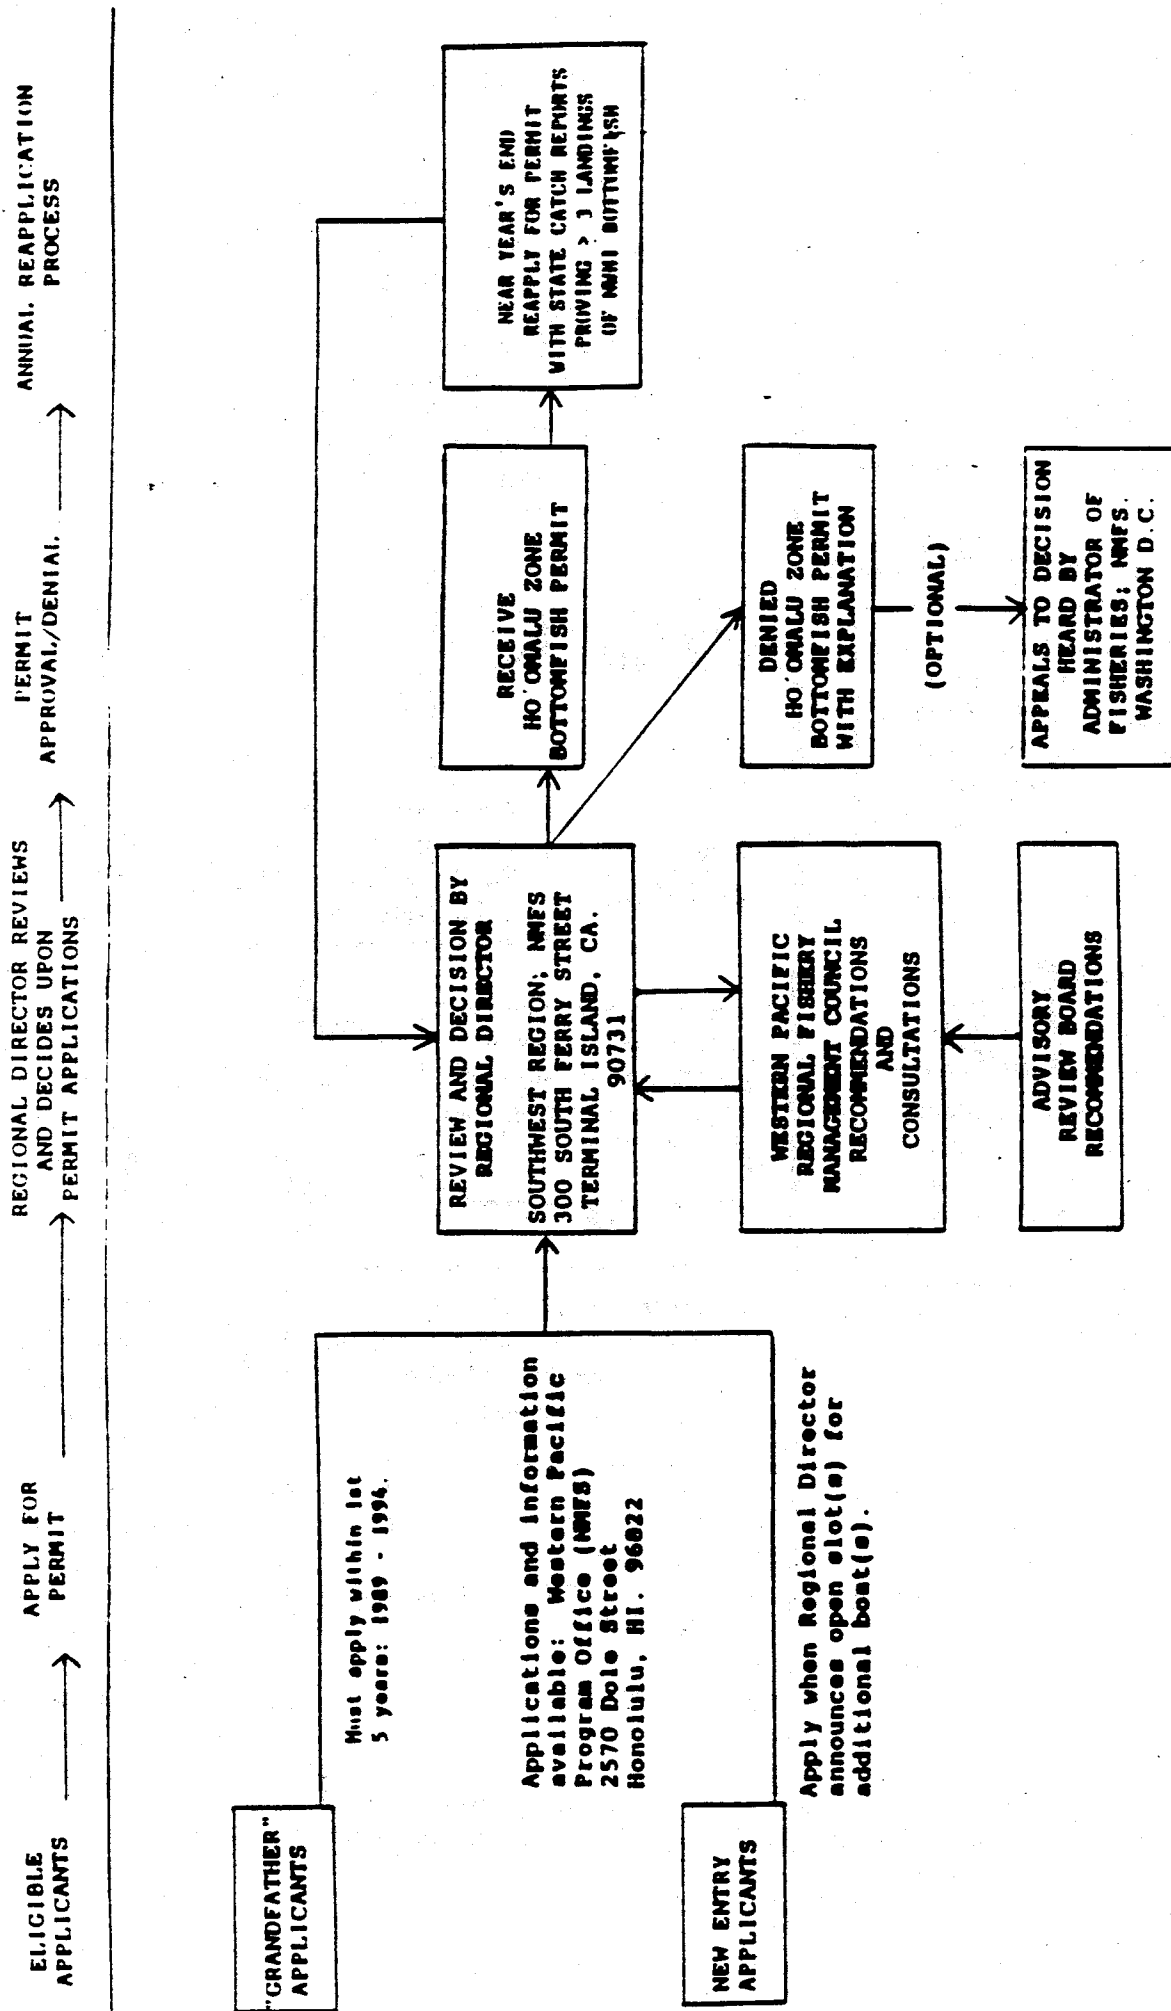 ELIGIBLE
APPLICANTS
APPLY FOR
PERMIT
REGIONAL DIRECTOR REVIEWS
AND DECIDES UPON
PERMIT APPLICATIONS
PERMIT
APPROVAL/DENIAL
ANNUAL REAPPLICATION
PROCESS
"GRANDFATHER"
APPLICANTS
Must apply within 1st
5 years: 1989 - 1994.
Applications and information
available: Western Pacific
Program Office (NMFS)
2570 Dole Street
Honolulu, HI. 96822
NEW ENTRY
APPLICANTS
Apply when Regional Director
announces open slot(s) for
additional boat(s).
REVIEW AND DECISION BY
REGIONAL DIRECTOR
SOUTHWEST REGION; NMFS
300 SOUTH FERRY STREET
TERMINAL ISLAND, CA.
90731
WESTERN PACIFIC
REGIONAL FISHERY
MANAGEMENT COUNCIL
RECOMMENDATIONS
AND
CONSULTATIONS
ADVISORY
REVIEW BOARD
RECOMMENDATIONS
RECEIVE
HO'OMALU ZONE
BOTTOMFISH PERMIT
DENIED
HO'OMALU ZONE
BOTTOMFISH PERMIT
WITH EXPLANATION
(OPTIONAL)
APPEALS TO DECISION
HEARD BY
ADMINISTRATOR OF
FISHERIES; NMFS.
WASHINGTON D.C.
NEAR YEAR'S END
REAPPLY FOR PERMIT
WITH STATE CATCH REPORTS
PROVING > 3 LANDINGS
OF NWHI BOTTOMFISH